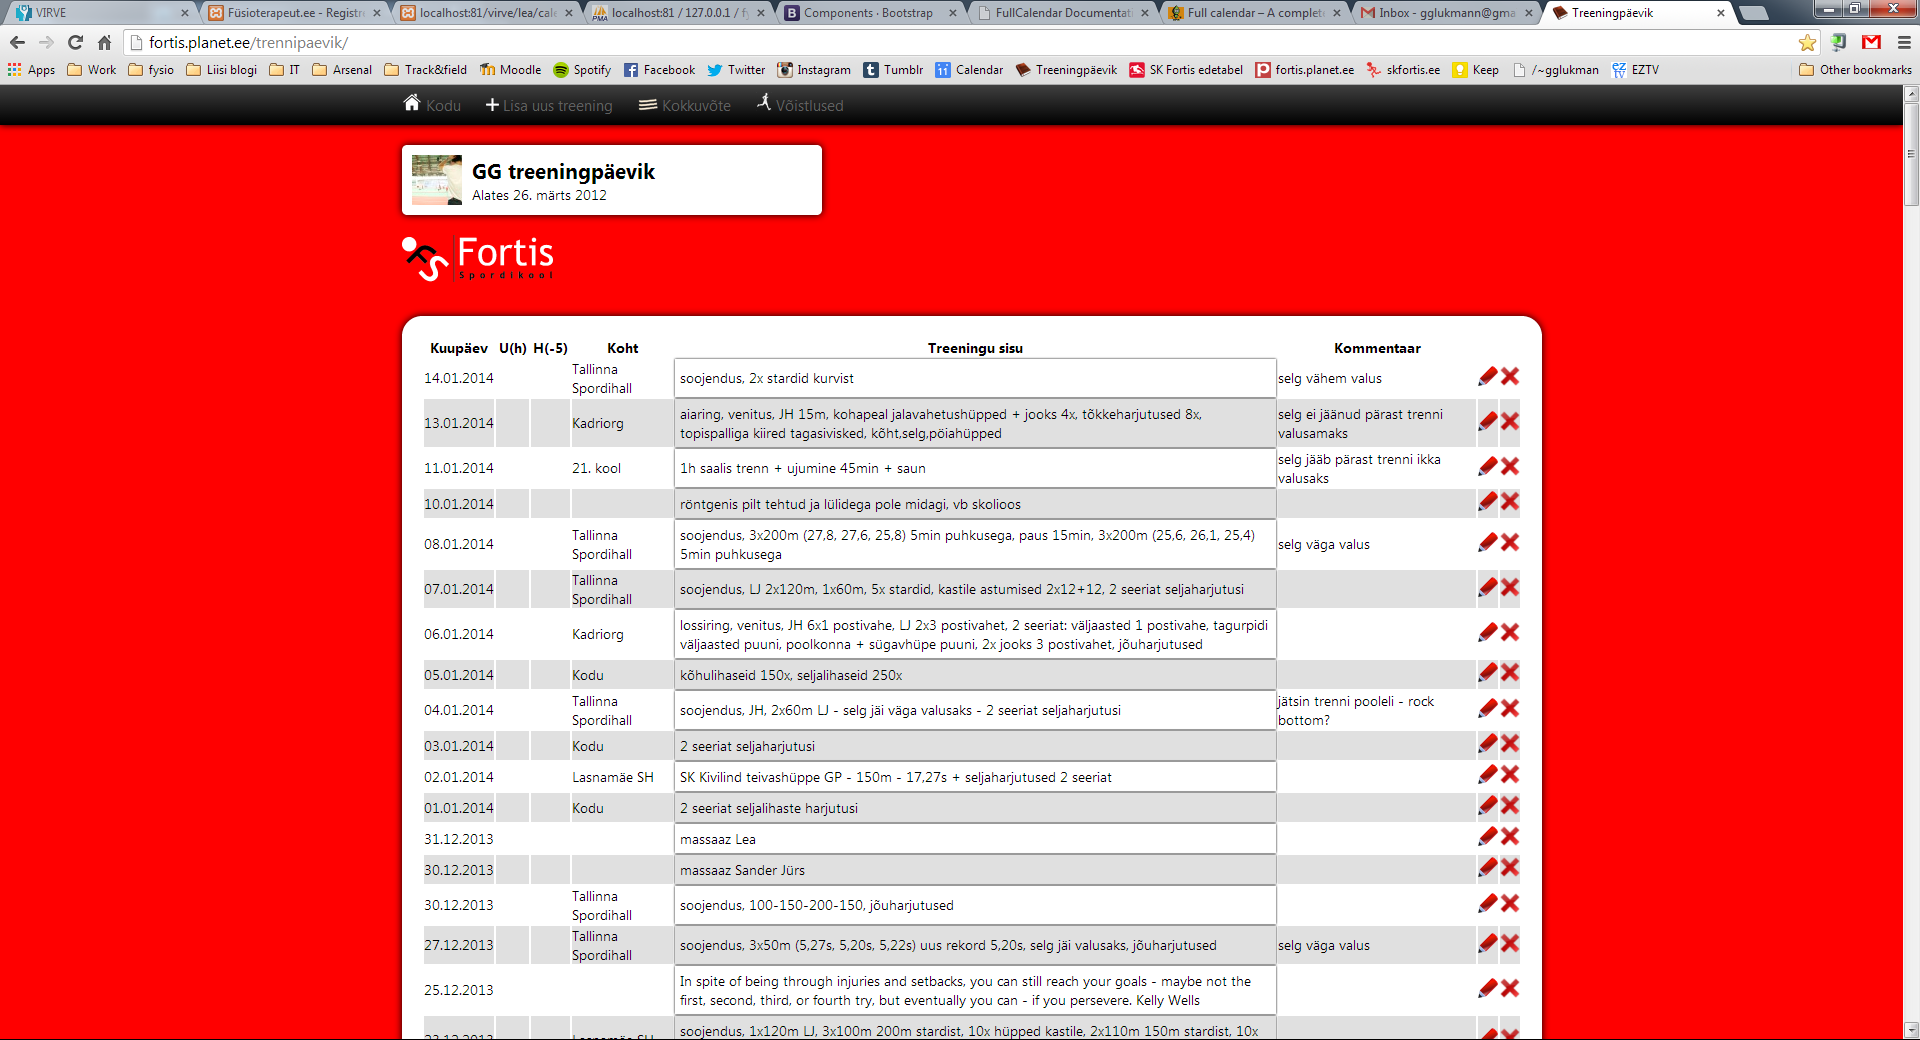 VIRVE
Füsioterapeut.ee - Registre
localhost:81/virve/lea/cale
localhost:81 / 127.0.0.1 / fy
Components · Bootstrap
FullCalendar Documentati
Full calendar – A complete
Inbox - gglukmann@gma
Treeningpäevik
fortis.planet.ee/trennipaevik/
Apps Work fysio Liisi blogi IT Arsenal Track&field Moodle Spotify Facebook Twitter Instagram Tumblr Calendar Treeningpäevik SK Fortis edetabel fortis.planet.ee skfortis.ee Keep /~gglukman EZTV Other bookmarks
Kodu Lisa uus treening Kokkuvõte Võistlused
GG treeningpäevik
Alates 26. märts 2012
Fortis
Spordikool
Kuupäev U(h) H(-5) Koht Treeningu sisu Kommentaar
14.01.2014 Tallinna Spordihall soojendus, 2x stardid kurvist selg vähem valus
13.01.2014 Kadriorg aiaring, venitus, JH 15m, kohapeal jalavahetushüpped + jooks 4x, tõkkeharjutused 8x,
topispalliga kiired tagasivisked, kõht,selg,pöiahüpped selg ei jäänud pärast trenni valusamaks
11.01.2014 21. kool 1h saalis trenn + ujumine 45min + saun selg jääb pärast trenni ikka valusaks
10.01.2014 röntgenis pilt tehtud ja lülidega pole midagi, vb skolioos
08.01.2014 Tallinna Spordihall soojendus, 3x200m (27,8, 27,6, 25,8) 5min puhkusega, paus 15min, 3x200m (25,6, 26,1, 25,4)
5min puhkusega selg väga valus
07.01.2014 Tallinna Spordihall soojendus, LJ 2x120m, 1x60m, 5x stardid, kastile astumised 2x12+12, 2 seeriat seljaharjutusi
06.01.2014 Kadriorg lossiring, venitus, JH 6x1 postivahe, LJ 2x3 postivahet, 2 seeriat: väljaasted 1 postivahe, tagurpidi
väljaasted puuni, poolkonna + sügavhüpe puuni, 2x jooks 3 postivahet, jõuharjutused
05.01.2014 Kodu kõhulihaseid 150x, seljalihaseid 250x
04.01.2014 Tallinna Spordihall soojendus, JH, 2x60m LJ - selg jäi väga valusaks - 2 seeriat seljaharjutusi jätsin trenni pooleli - rock bottom?
03.01.2014 Kodu 2 seeriat seljaharjutusi
02.01.2014 Lasnamäe SH SK Kivilind teivashüppe GP - 150m - 17,27s + seljaharjutused 2 seeriat
01.01.2014 Kodu 2 seeriat seljalihaste harjutusi
31.12.2013 massaaz Lea
30.12.2013 massaaz Sander Jürs
30.12.2013 Tallinna Spordihall soojendus, 100-150-200-150, jõuharjutused
27.12.2013 Tallinna Spordihall soojendus, 3x50m (5,27s, 5,20s, 5,22s) uus rekord 5,20s, selg jäi valusaks, jõuharjutused selg väga valus
25.12.2013 In spite of being through injuries and setbacks, you can still reach your goals - maybe not the
first, second, third, or fourth try, but eventually you can - if you persevere. Kelly Wells
23.12.2013 Lasnamäe SH soojendus, 1x120m LJ, 3x100m 200m stardist, 10x hüpped kastile, 2x110m 150m stardist, 10x